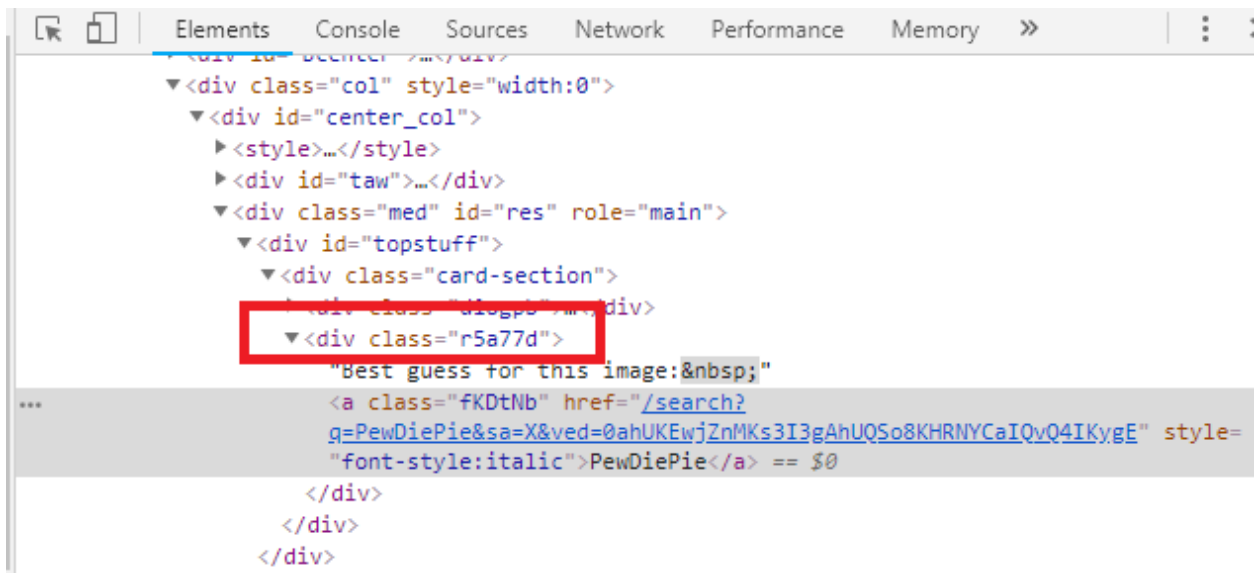 Elements Console Sources Network Performance Memory »
▼<div class="col" style="width:0">
▼<div id="center_col">
▶<style>…</style>
▶<div id="taw">…</div>
▼<div class="med" id="res" role="main">
▼<div id="topstuff">
▼<div class="card-section">
</div>
▼<div class="r5a77d">
"Best guess for this image:&nbsp;"
… <a class="fKDtNb" href="/search?
q=PewDiePie&sa=X&ved=0ahUKEwjZnMKs3I3gAhUQSo8KHRNYCaIQvQ4IKygE" style=
"font-style:italic">PewDiePie</a> == $0
</div>
</div>
</div>